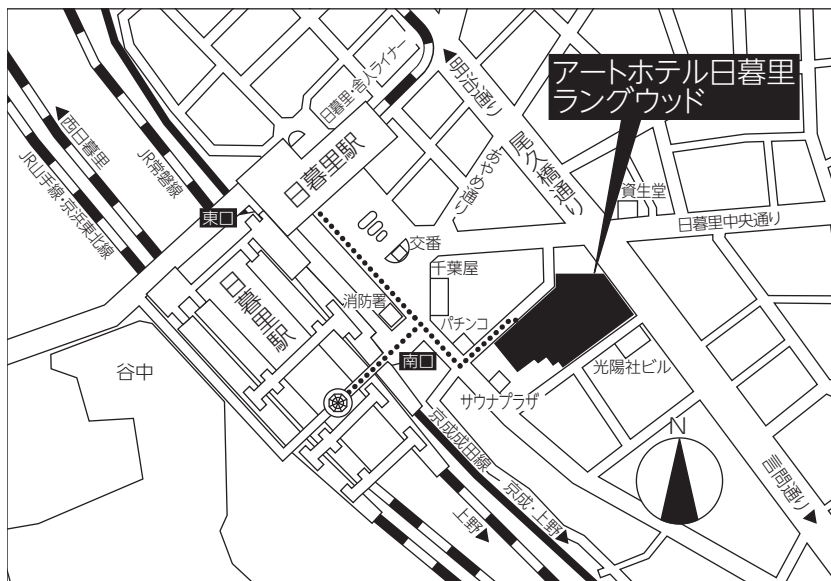 アートホテル日暮里
ラングウッド
明治通り
日暮里・舎人ライナー
尾久橋通り
あやめ通り
西日暮里
JR山手線・京浜東北線
JR常磐線
日暮里駅
東口
資生堂
日暮里中央通り
交番
千葉屋
消防署
パチンコ
日暮里駅
南口
谷中
光陽社ビル
サウナプラザ
京成成田線
京成・上野
上野
言問通り
N